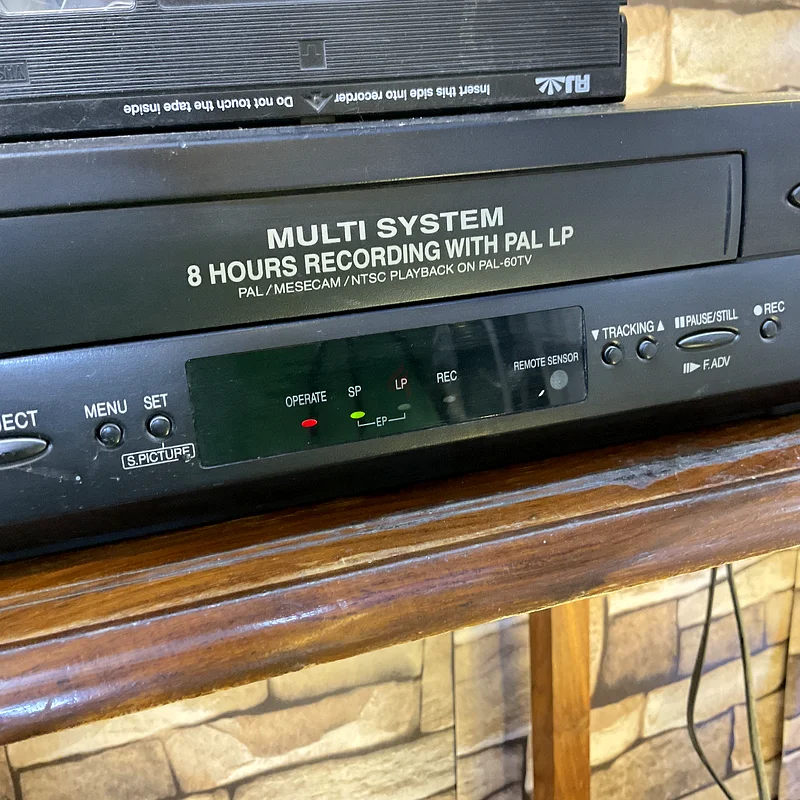 Do not touch the tape inside
Insert this side into recorder
MULTI SYSTEM
8 HOURS RECORDING WITH PAL LP
PAL/MESECAM/NTSC PLAYBACK ON PAL-60TV
JECT
MENU
SET
S.PICTURE
OPERATE
SP
LP
REC
EP
REMOTE SENSOR
▼ TRACKING ▲
PAUSE/STILL
F.ADV
REC